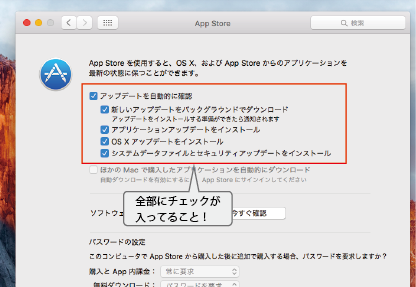 App Store
検索
App Store を使用すると、OS X、および App Store からのアプリケーションを
最新の状態に保つことができます。
アップデートを自動的に確認
新しいアップデートをバックグラウンドでダウンロード
アップデートをインストールする準備ができたら通知されます
アプリケーションアップデートをインストール
OS X アップデートをインストール
システムデータファイルとセキュリティアップデートをインストール
ほかの Mac で購入したアプリケーションを自動的にダウンロード
自動ダウンロードを有効にするに App Store にサインインしてください
全部にチェックが
入ってること！
ソフトウ
今すぐ確認
パスワードの設定
このコンピュータで App Store から購入した後に追加で購入する場合、パスワードを要求しますか?
購入と App 内課金： 常に要求
無料ダウンロード： パスワードを要求